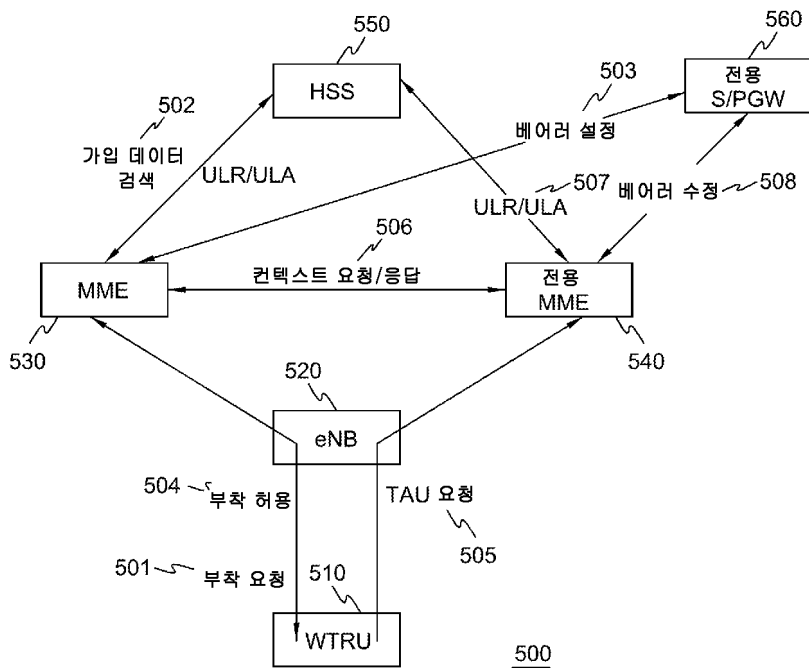 550
HSS
560
전용
S/PGW
502
가입 데이터
검색
503
베어러 설정
ULR/ULA
507
ULR/ULA
베어러 수정
508
506
컨텍스트 요청/응답
MME
530
전용
MME
540
520
eNB
504
부착 허용
TAU 요청
505
501
부착 요청
510
WTRU
500